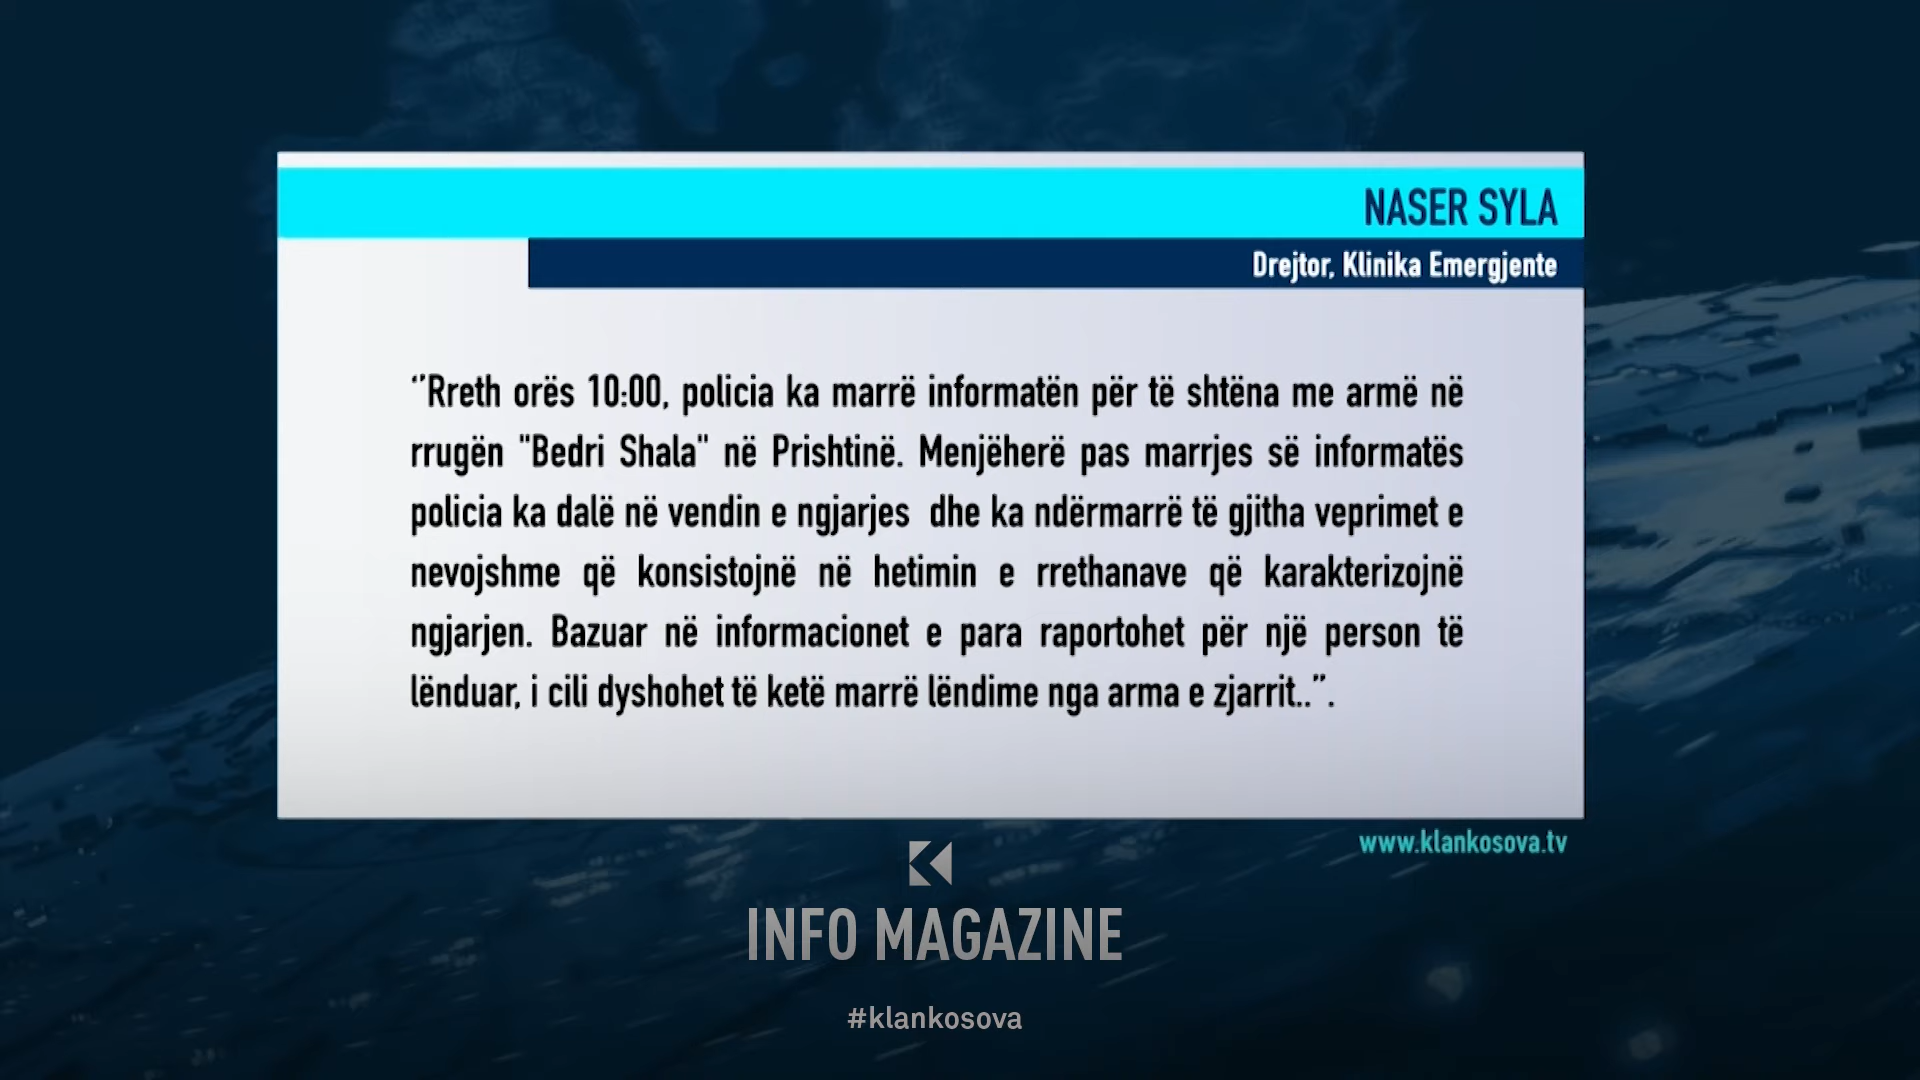 NASER SYLA
Drejtor, Klinika Emergjente
‘’Rreth orës 10:00, policia ka marrë informatën për të shtëna me armë në
rrugën "Bedri Shala" në Prishtinë. Menjëherë pas marrjes së informatës
policia ka dalë në vendin e ngjarjes dhe ka ndërmarrë të gjitha veprimet e
nevojshme që konsistojnë në hetimin e rrethanave që karakterizojnë
ngjarjen. Bazuar në informacionet e para raportohet për një person të
lënduar, i cili dyshohet të ketë marrë lëndime nga arma e zjarrit..”.
www.klankosova.tv
INFO MAGAZINE
#klankosova